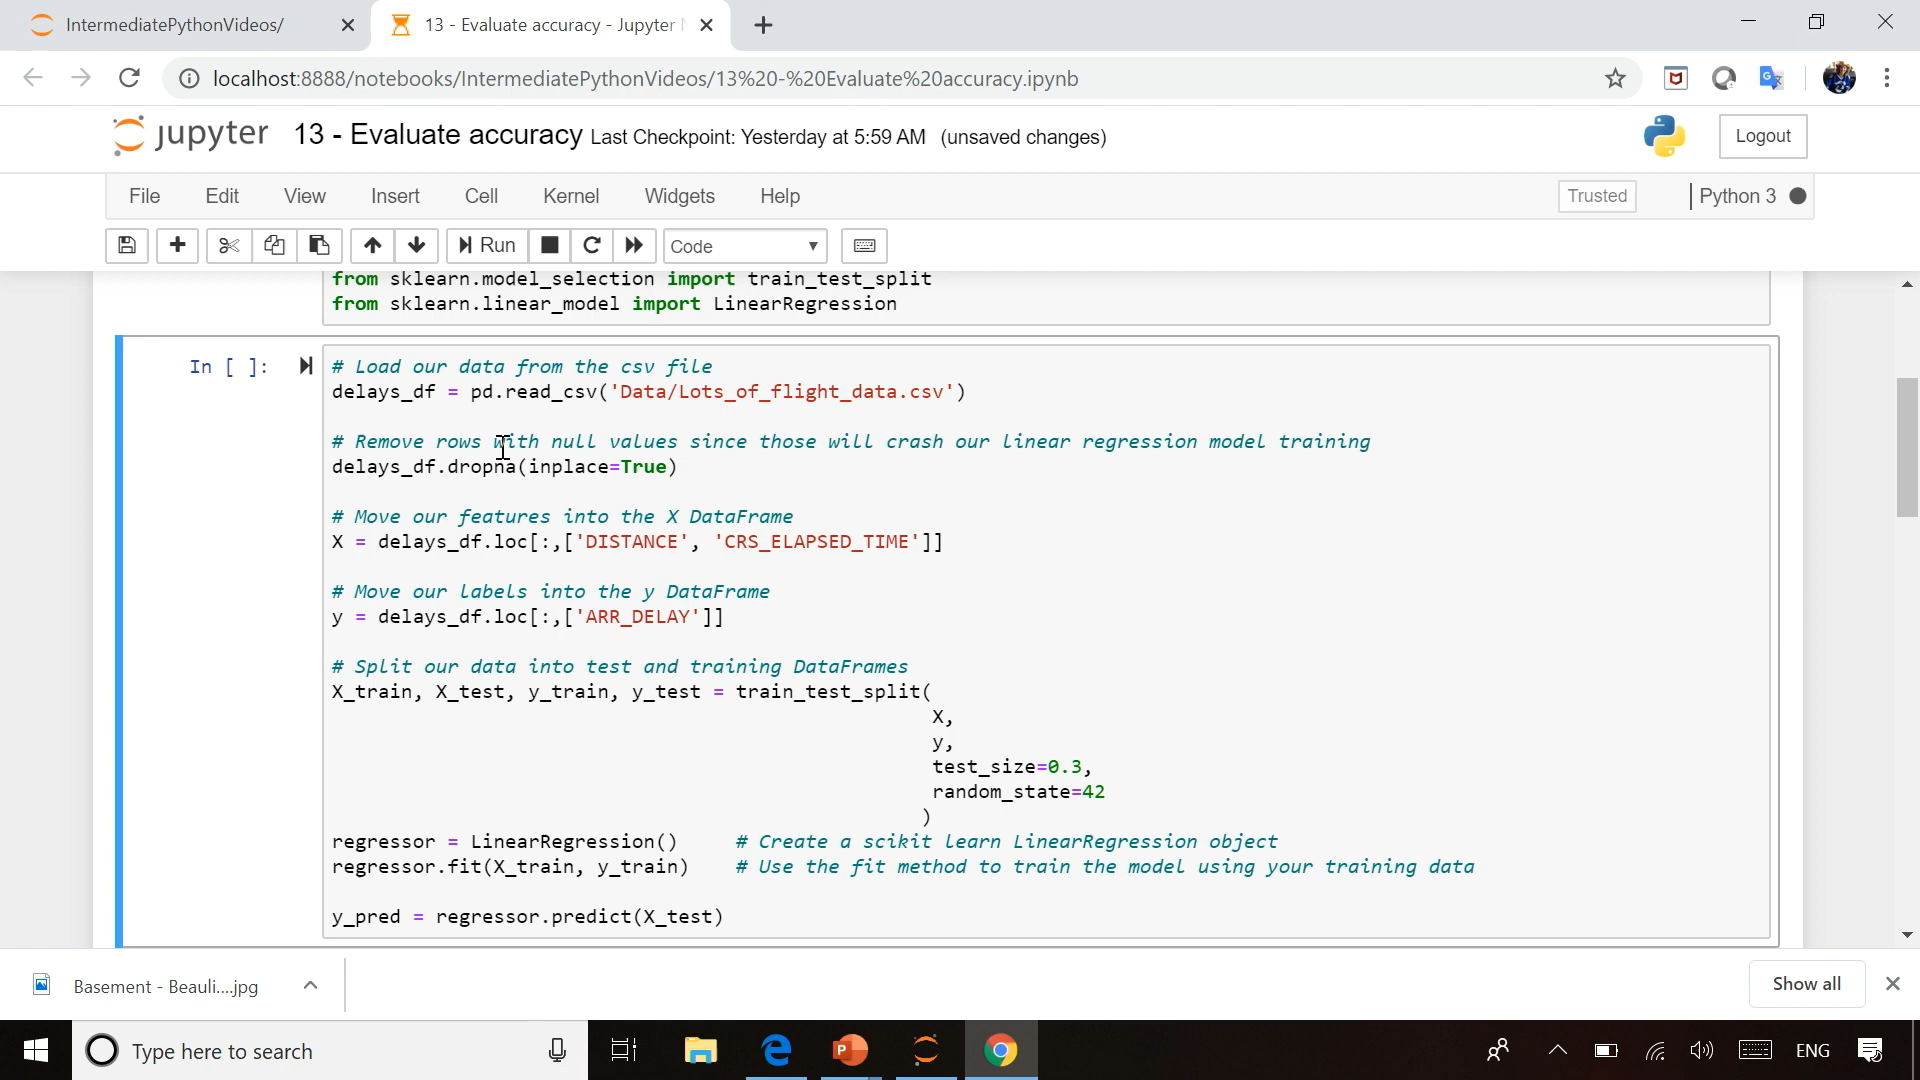 IntermediatePythonVideos/
13 - Evaluate accuracy - Jupyter
localhost:8888/notebooks/IntermediatePythonVideos/13%20-%20Evaluate%20accuracy.ipynb
jupyter 13 - Evaluate accuracy Last Checkpoint: Yesterday at 5:59 AM (unsaved changes)
Logout
File Edit View Insert Cell Kernel Widgets Help Trusted Python 3
Run Code
from sklearn.model_selection import train_test_split
from sklearn.linear_model import LinearRegression
In [ ]: # Load our data from the csv file
delays_df = pd.read_csv('Data/Lots_of_flight_data.csv')
# Remove rows with null values since those will crash our linear regression model training
delays_df.dropna(inplace=True)
# Move our features into the X DataFrame
X = delays_df.loc[:,['DISTANCE', 'CRS_ELAPSED_TIME']]
# Move our labels into the y DataFrame
y = delays_df.loc[:,['ARR_DELAY']]
# Split our data into test and training DataFrames
X_train, X_test, y_train, y_test = train_test_split(
X,
y,
test_size=0.3,
random_state=42
)
regressor = LinearRegression() # Create a scikit learn LinearRegression object
regressor.fit(X_train, y_train) # Use the fit method to train the model using your training data
y_pred = regressor.predict(X_test)
Basement - Beauli....jpg
Show all
Type here to search
ENG